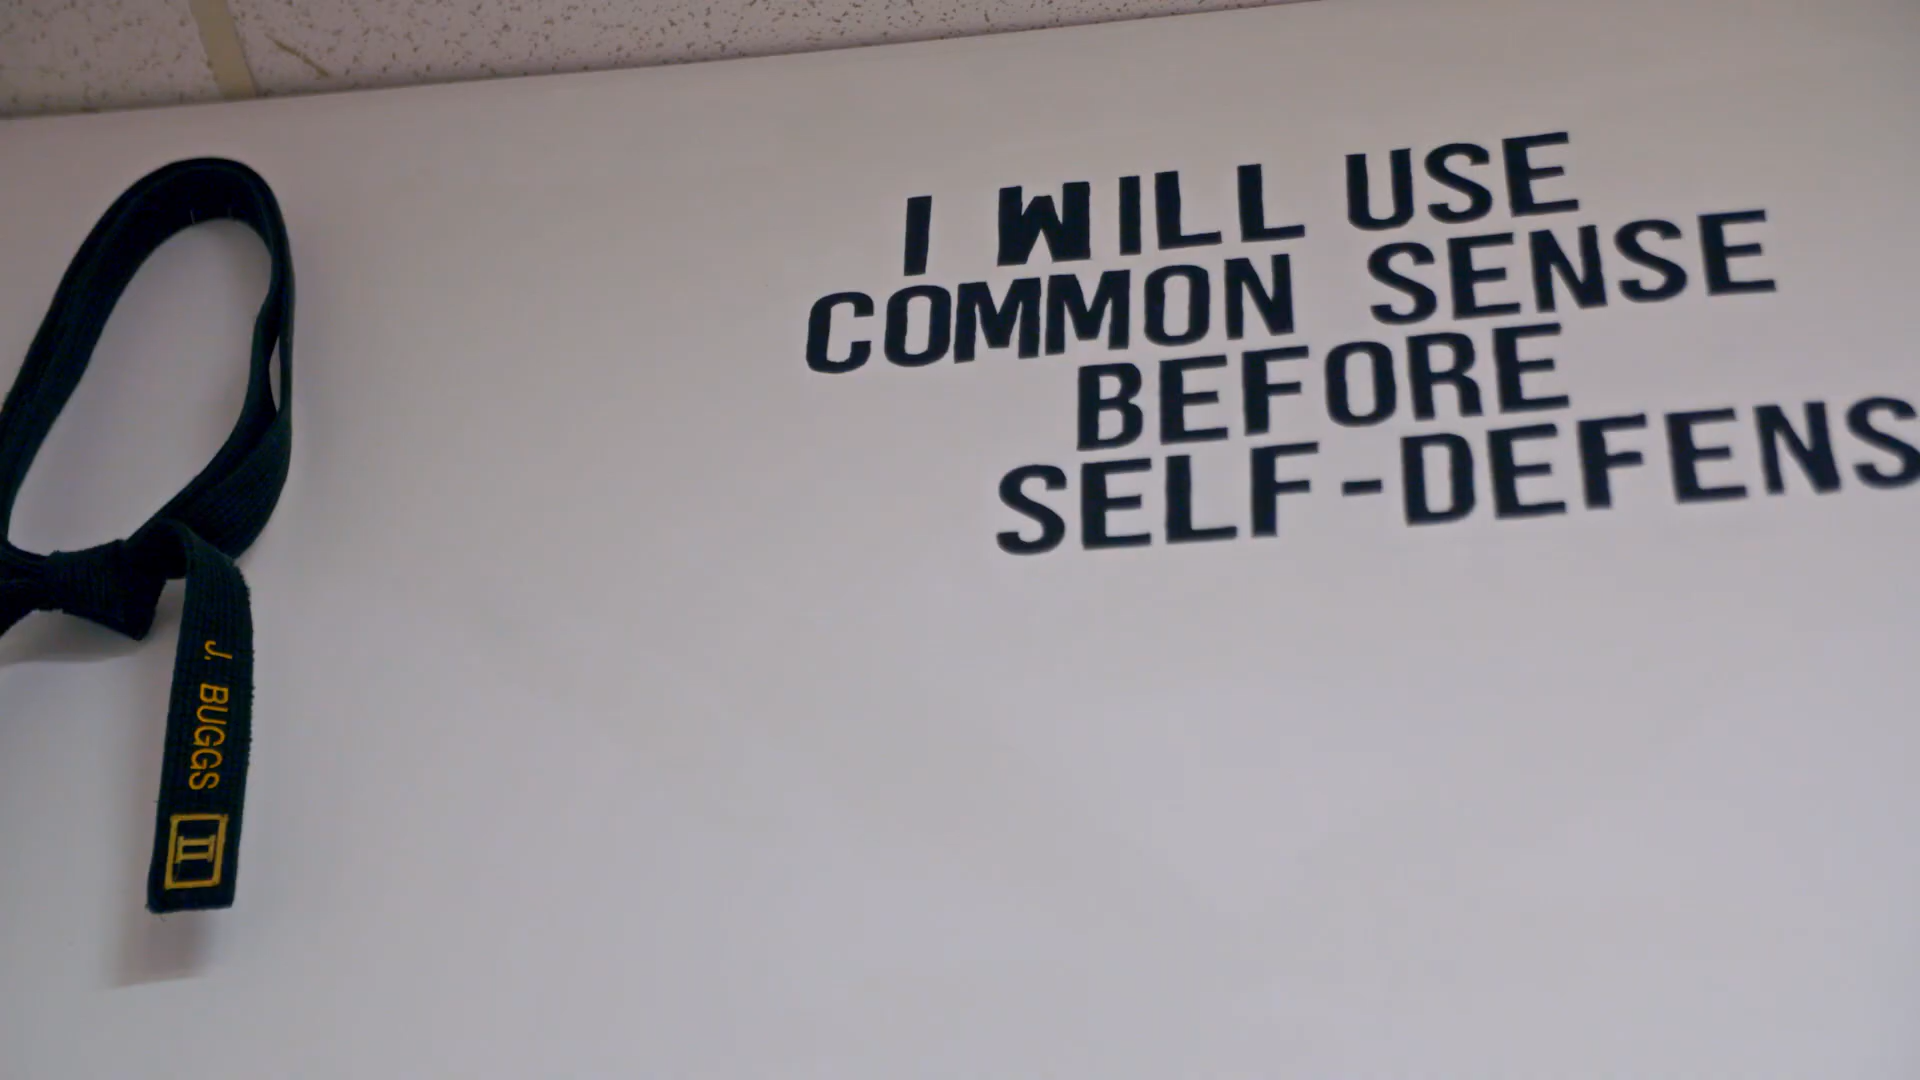 I WILL USE
COMMON SENSE
BEFORE
SELF-DEFENS
J. BUGGS
II